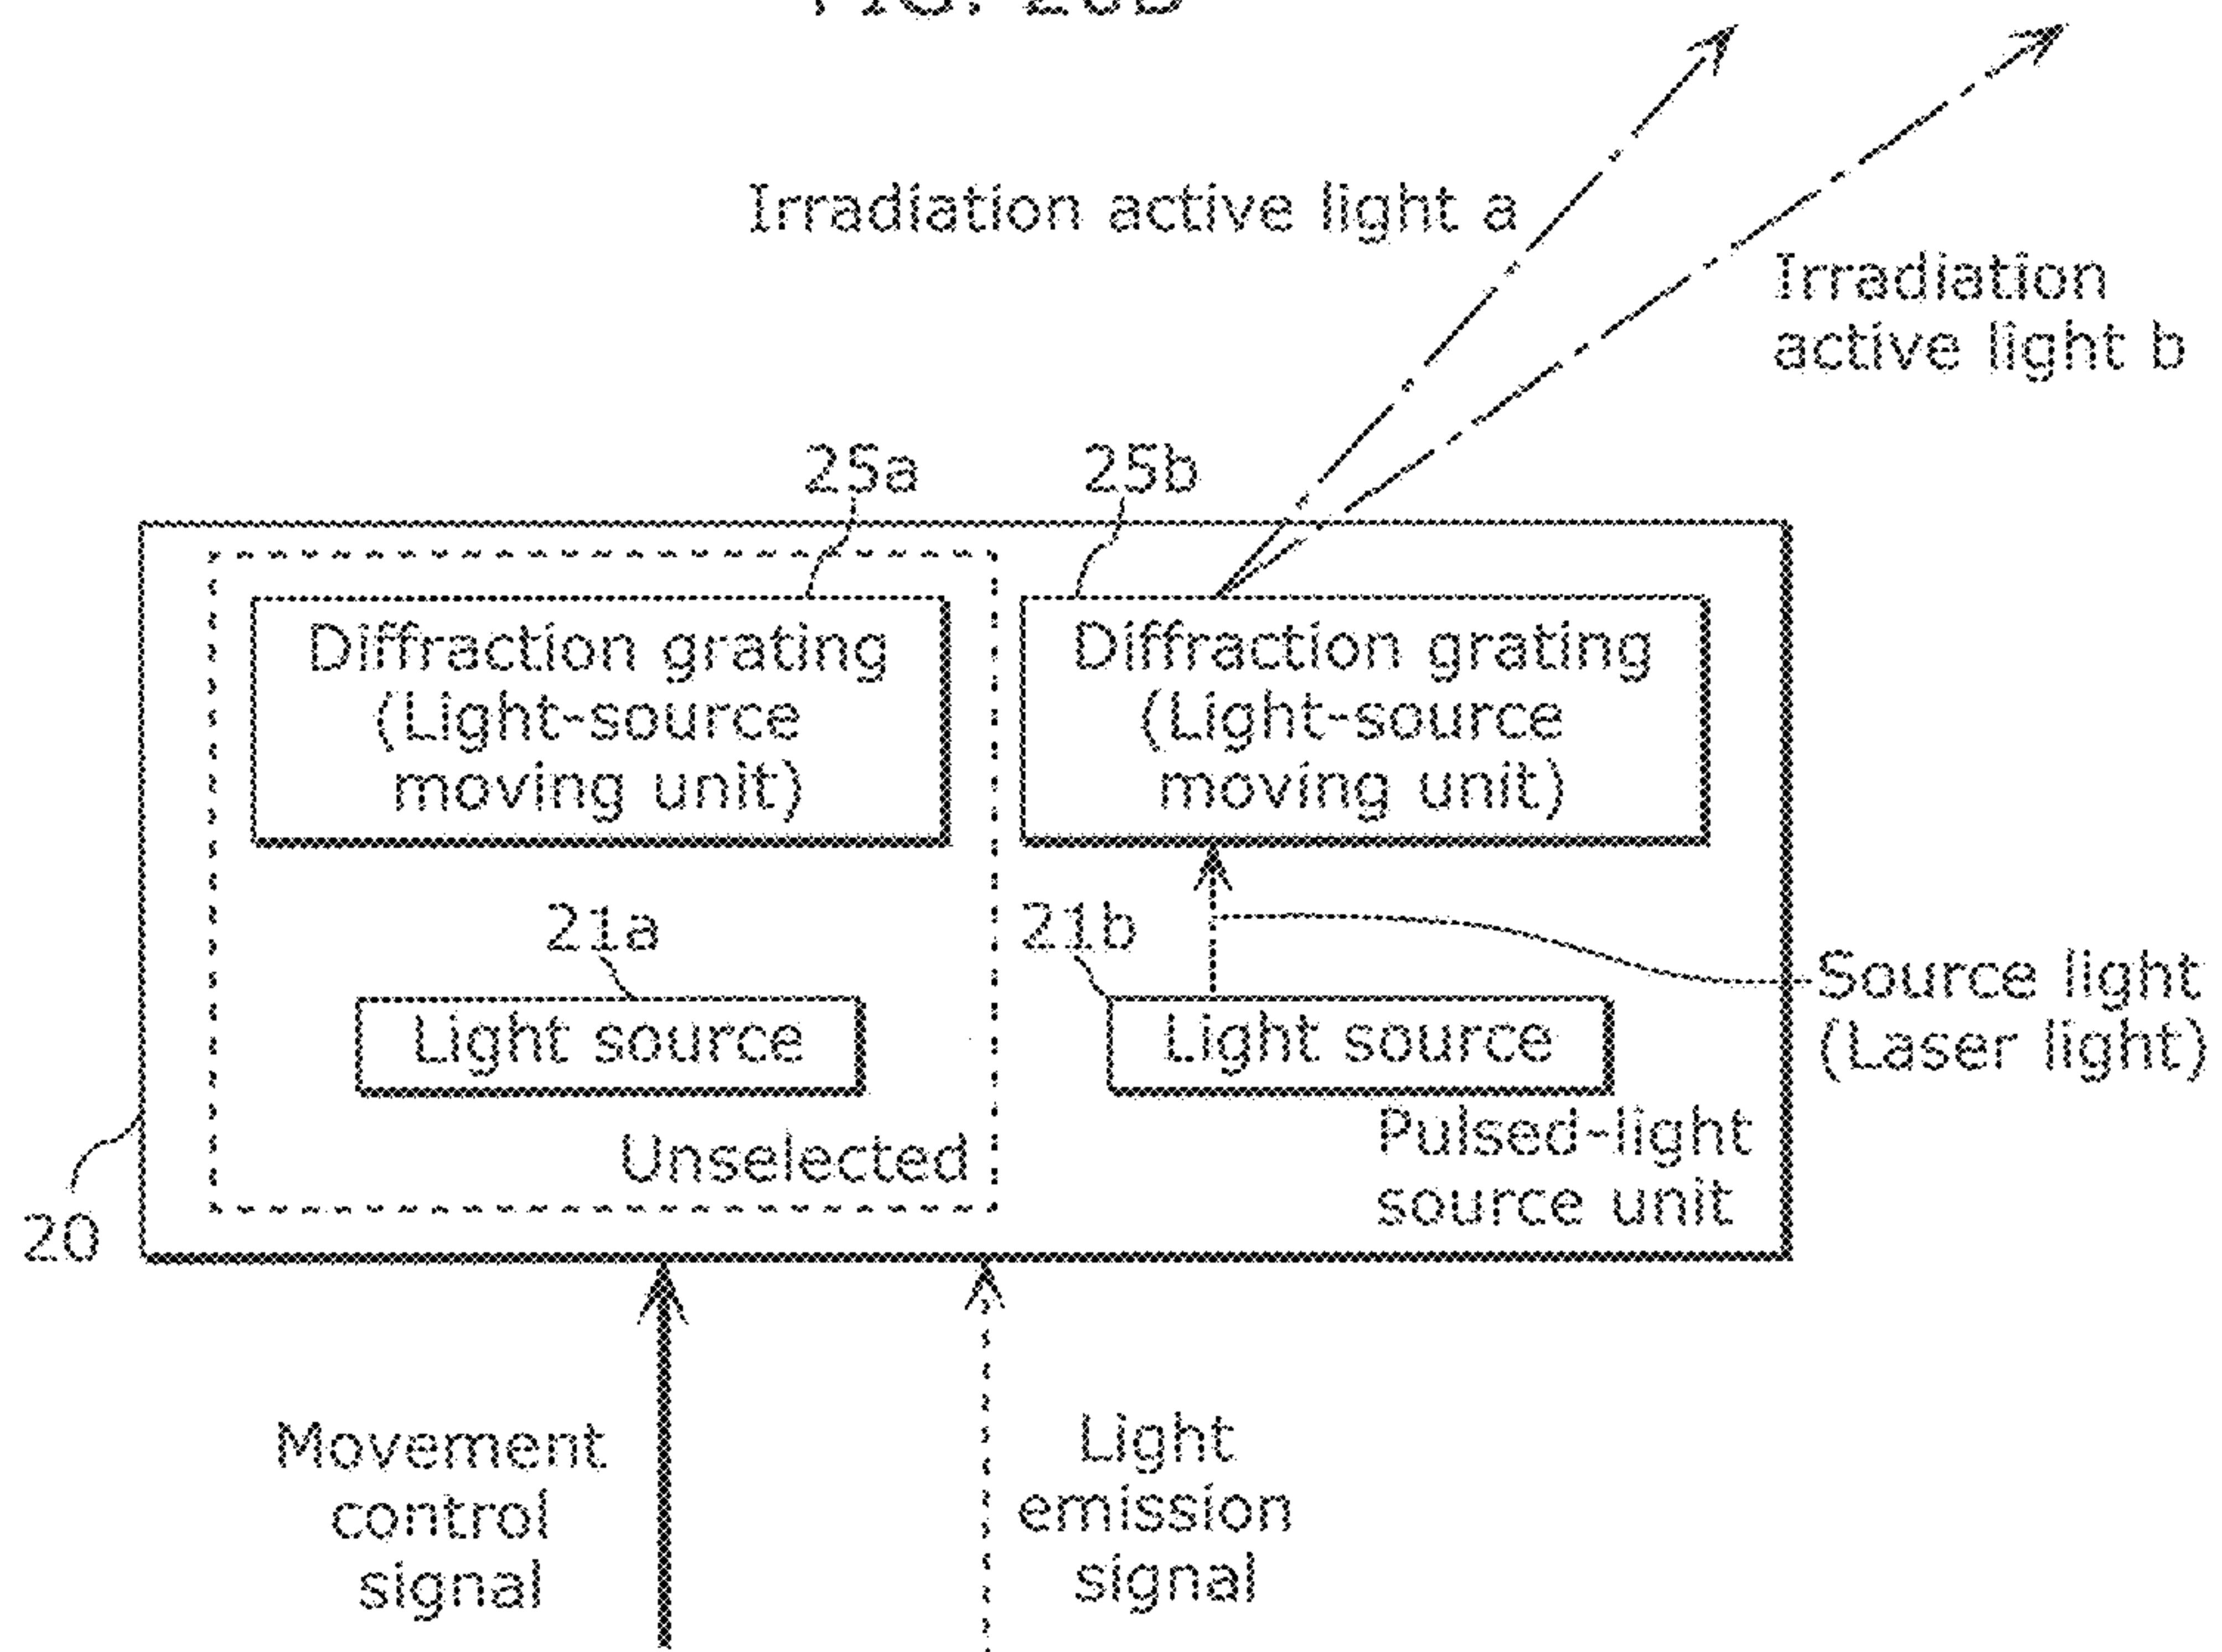 Irradiation active light a
Irradiation
active light b
25a
25b
Diffraction grating
(Light-source
moving unit)
Diffraction grating
(Light-source
moving unit)
21a
21b
Light source
Light source
Source light
(Laser light)
Unselected
Pulsed-light
source unit
20
Movement
control
signal
Light
emission
signal